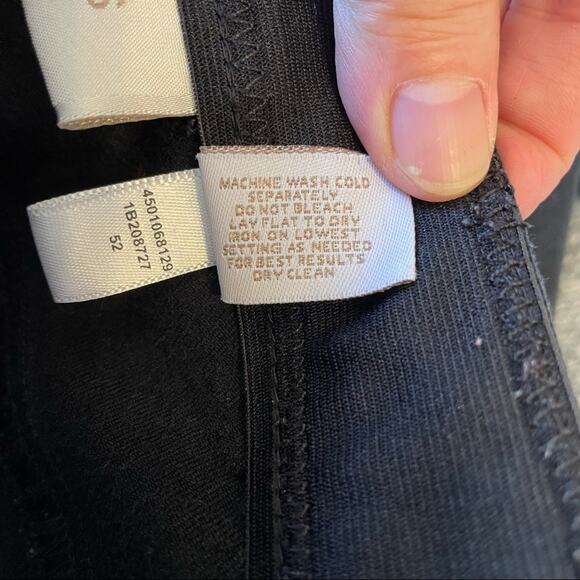 MACHINE WASH COLD
SEPARATELY
DO NOT BLEACH
LAY FLAT TO DRY
IRON ON LOWEST
SETTING AS NEEDED
FOR BEST RESULTS
DRY CLEAN
4501068129
1B208727
52